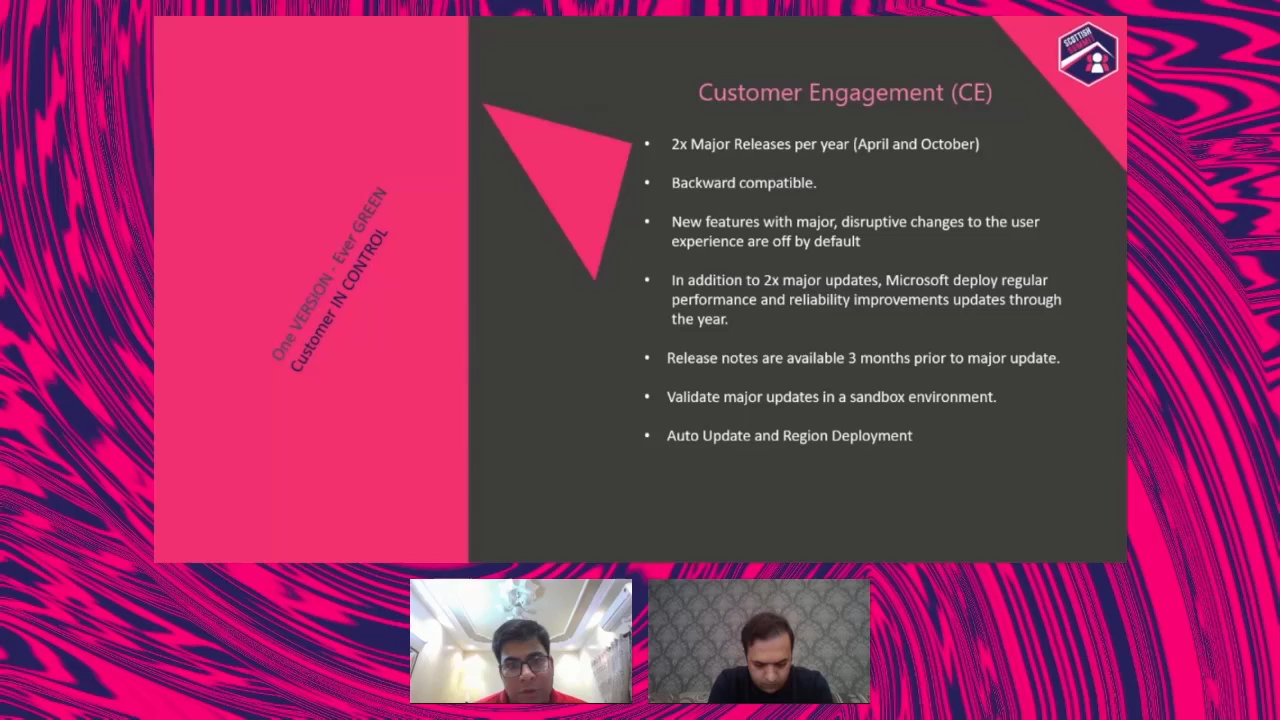 SCOTTISH
SUMMIT
Customer Engagement (CE)
• 2x Major Releases per year (April and October)
• Backward compatible.
• New features with major, disruptive changes to the user
experience are off by default
• In addition to 2x major updates, Microsoft deploy regular
performance and reliability improvements updates through
the year.
• Release notes are available 3 months prior to major update.
• Validate major updates in a sandbox environment.
• Auto Update and Region Deployment
One VERSION - Ever GREEN
Customer IN CONTROL